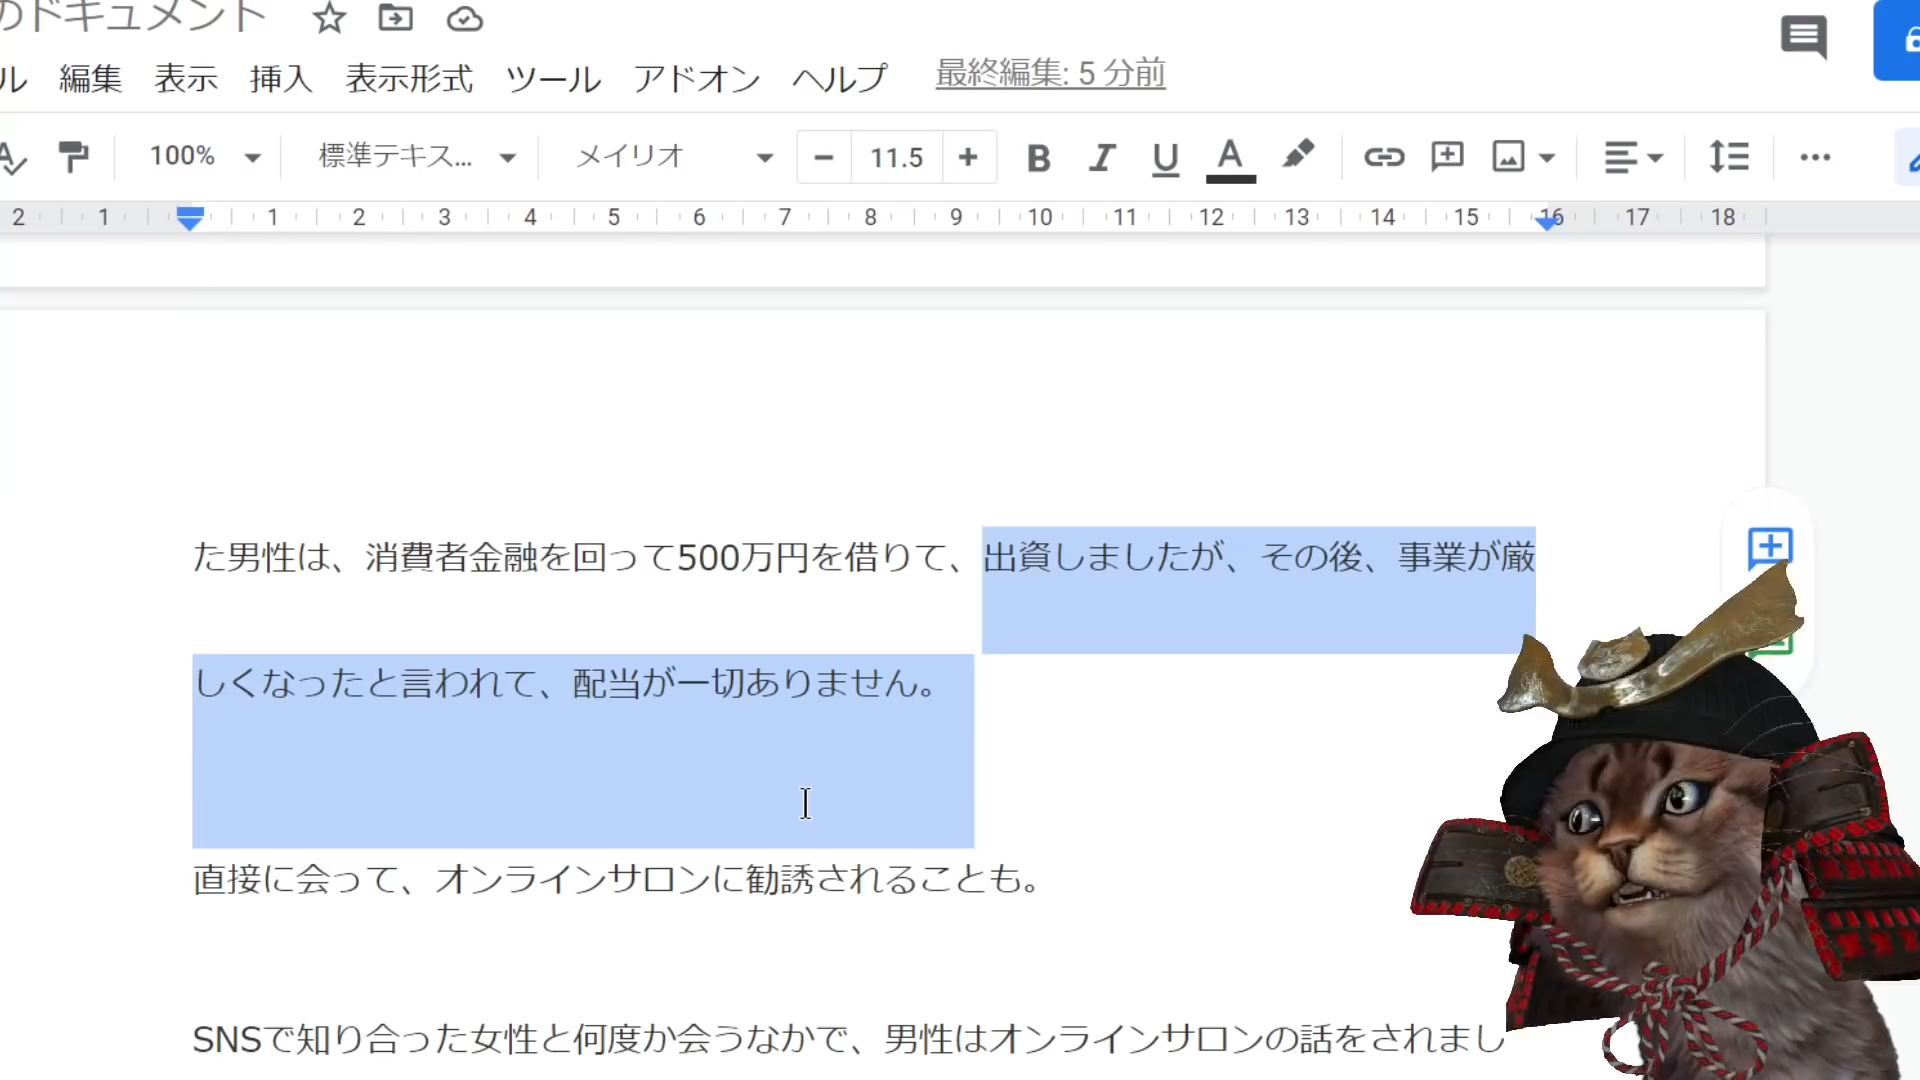 のドキュメント
ル 編集 表示 挿入 表示形式 ツール アドオン ヘルプ 最終編集: 5 分前
100% 標準テキス... メイリオ − 11.5 + B I U A
2 1 1 2 3 4 5 6 7 8 9 10 11 12 13 14 15 16 17 18
た男性は、消費者金融を回って500万円を借りて、出資しましたが、その後、事業が厳
しくなったと言われて、配当が一切ありません。
直接に会って、オンラインサロンに勧誘されることも。
SNSで知り合った女性と何度か会うなかで、男性はオンラインサロンの話をされまし